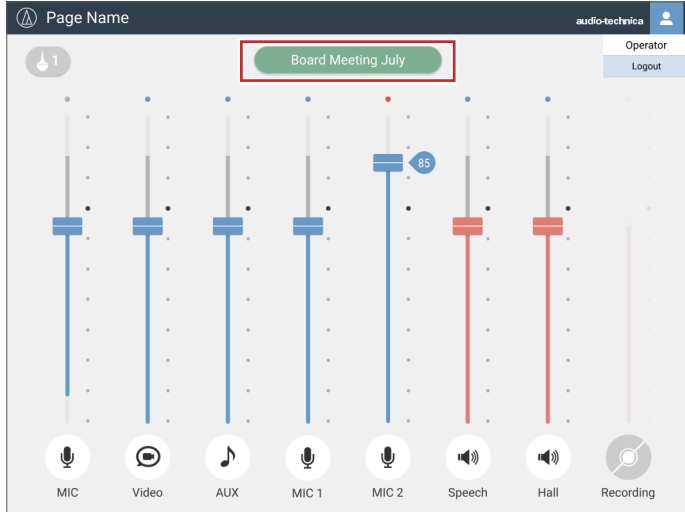 Page Name
audio-technica
Operator
Logout
1
Board Meeting July
85
MIC
Video
AUX
MIC 1
MIC 2
Speech
Hall
Recording